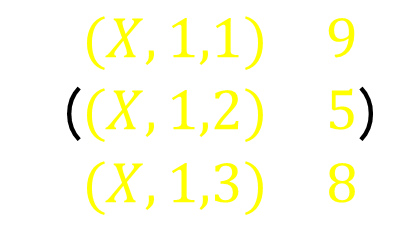 (X, 1,1) 9
((X, 1,2) 5)
(X, 1,3) 8